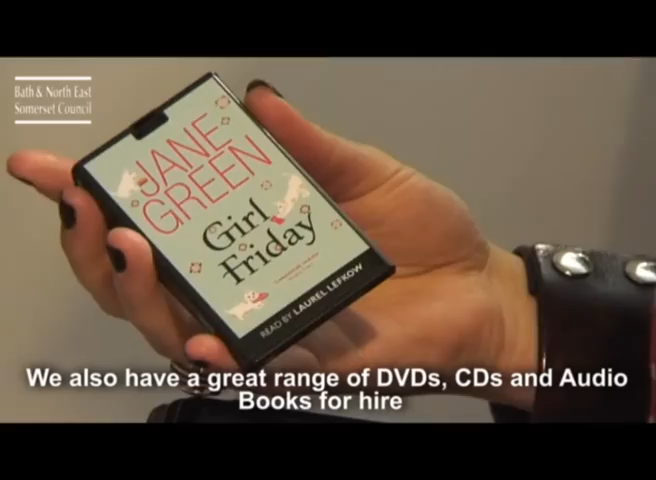 Bath & North East
Somerset Council
JANE
GREEN
Girl
Friday
READ BY LAUREL LEFKOW
We also have a great range of DVDs, CDs and Audio
Books for hire